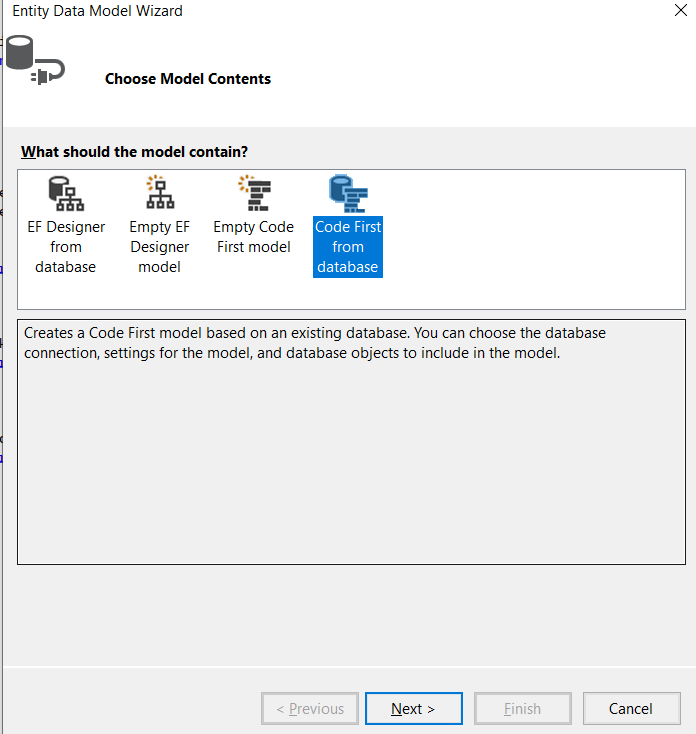 Entity Data Model Wizard
Choose Model Contents
What should the model contain?
EF Designer
from
database
Empty EF
Designer
model
Empty Code
First model
Code First
from
database
Creates a Code First model based on an existing database. You can choose the database
connection, settings for the model, and database objects to include in the model.
< Previous
Next >
Finish
Cancel